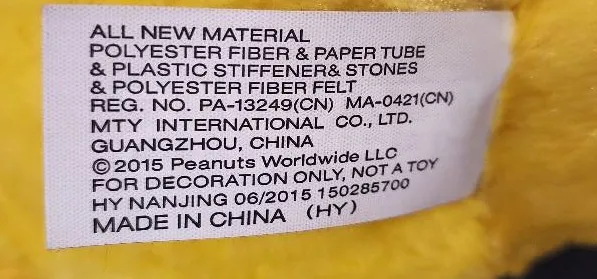 ALL NEW MATERIAL
POLYESTER FIBER & PAPER TUBE
& PLASTIC STIFFENER& STONES
& POLYESTER FIBER FELT
REG. NO. PA-13249(CN) MA-0421(CN)
MTY INTERNATIONAL CO., LTD.
GUANGZHOU, CHINA
© 2015 Peanuts Worldwide LLC
FOR DECORATION ONLY, NOT A TOY
HY NANJING 06/2015 150285700
MADE IN CHINA (HY)